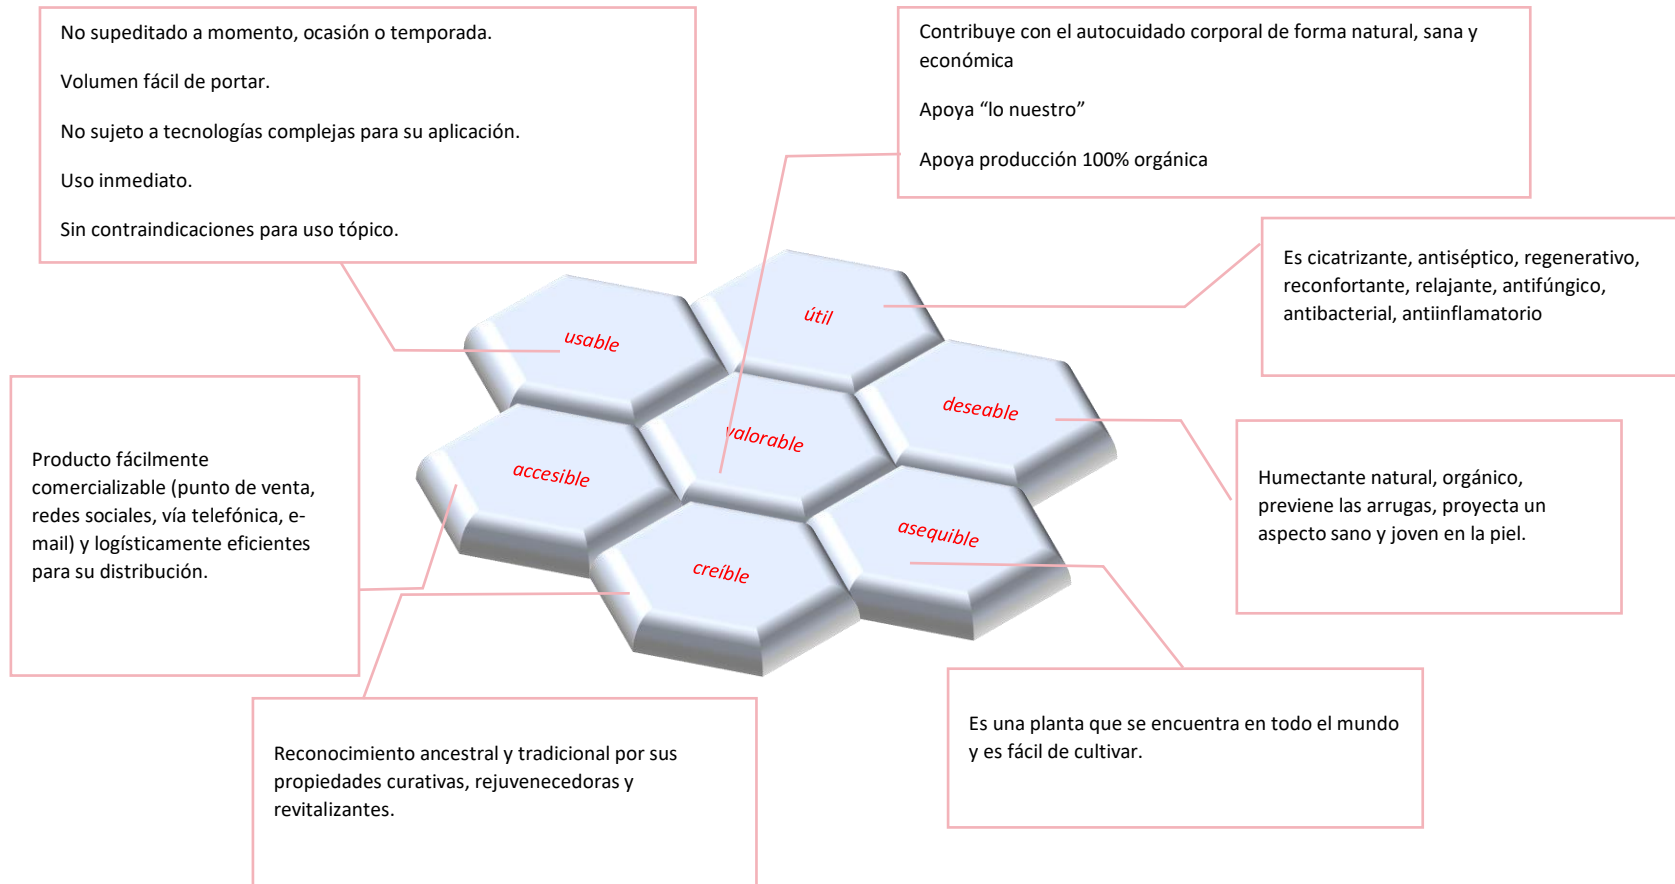 No supeditado a momento, ocasión o temporada.
Volumen fácil de portar.
No sujeto a tecnologías complejas para su aplicación.
Uso inmediato.
Sin contraindicaciones para uso tópico.
Contribuye con el autocuidado corporal de forma natural, sana y
económica
Apoya “lo nuestro”
Apoya producción 100% orgánica
Es cicatrizante, antiséptico, regenerativo,
reconfortante, relajante, antifúngico,
antibacterial, antiinflamatorio
usable
útil
deseable
valorable
accesible
asequible
creíble
Producto fácilmente
comercializable (punto de venta,
redes sociales, vía telefónica, e-
mail) y logísticamente eficientes
para su distribución.
Humectante natural, orgánico,
previene las arrugas, proyecta un
aspecto sano y joven en la piel.
Reconocimiento ancestral y tradicional por sus
propiedades curativas, rejuvenecedoras y
revitalizantes.
Es una planta que se encuentra en todo el mundo
y es fácil de cultivar.